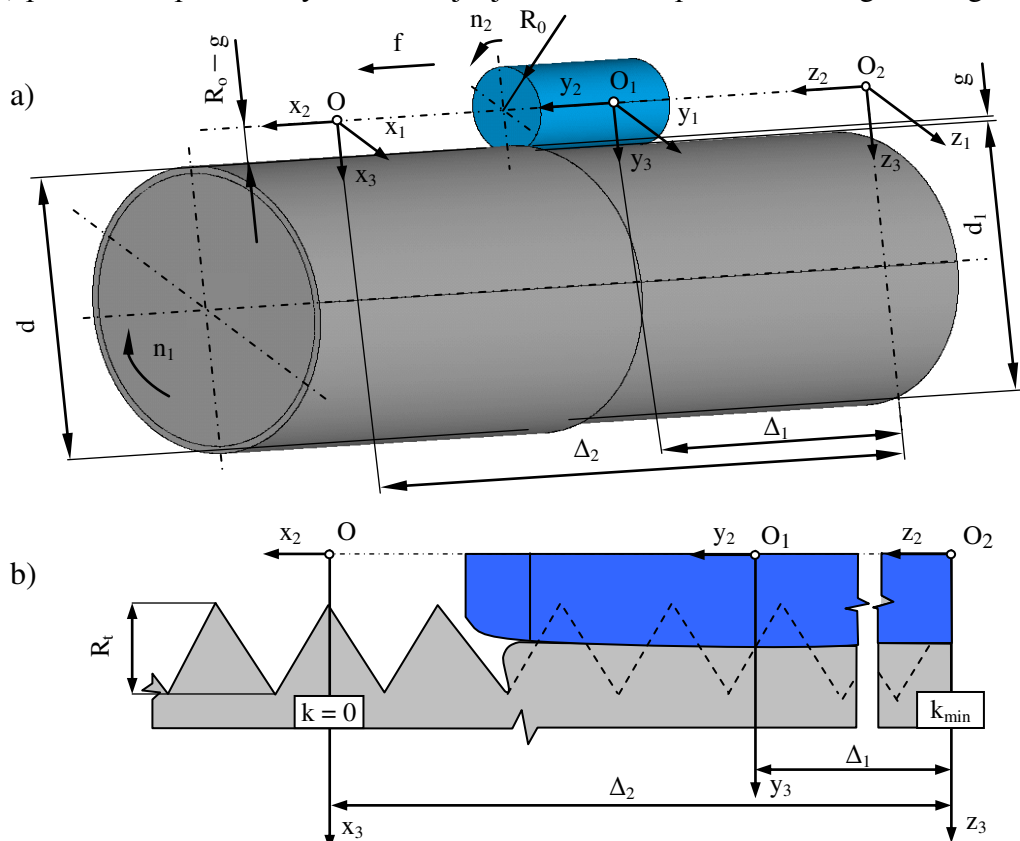 a)
n₂
R₀
f
R₀ – g
x₂
O
x₁
x₃
y₂
O₁
y₁
y₃
z₂
O₂
z₁
z₃
g
d
d₁
n₁
Δ₁
Δ₂
b)
x₂
O
y₂
O₁
z₂
O₂
Rₜ
k = 0
kₘᵢₙ
Δ₁
Δ₂
y₃
x₃
z₃